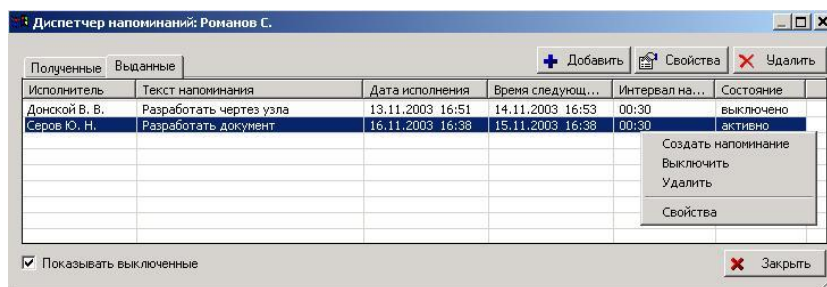 Диспетчер напоминаний: Романов С.
Полученные Выданные Добавить Свойства Удалить
Исполнитель Текст напоминания Дата исполнения Время следующ... Интервал на... Состояние
Донской В. В. Разработать чертеж узла 13.11.2003 16:51 14.11.2003 16:53 00:30 выключено
Серов Ю. Н. Разработать документ 16.11.2003 16:38 15.11.2003 16:38 00:30 активно
Создать напоминание
Выключить
Удалить
Свойства
Показывать выключенные Закрыть